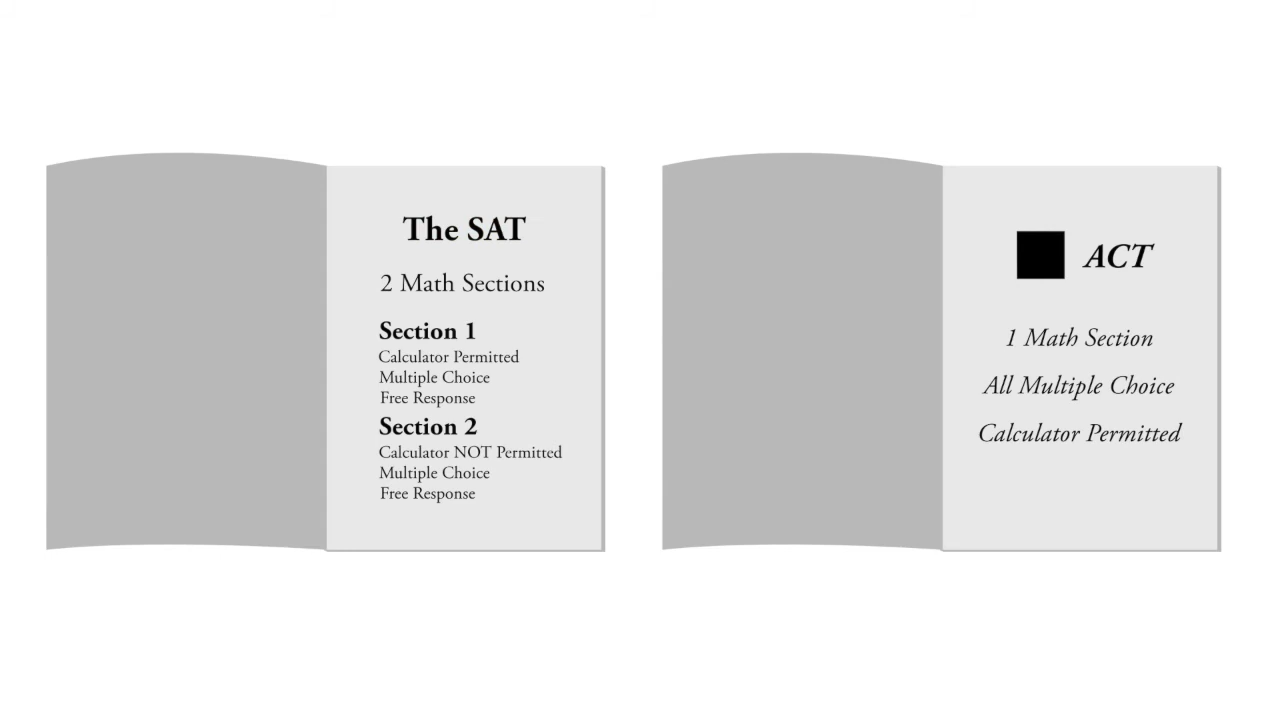 The SAT
2 Math Sections
Section 1
Calculator Permitted
Multiple Choice
Free Response
Section 2
Calculator NOT Permitted
Multiple Choice
Free Response
ACT
1 Math Section
All Multiple Choice
Calculator Permitted